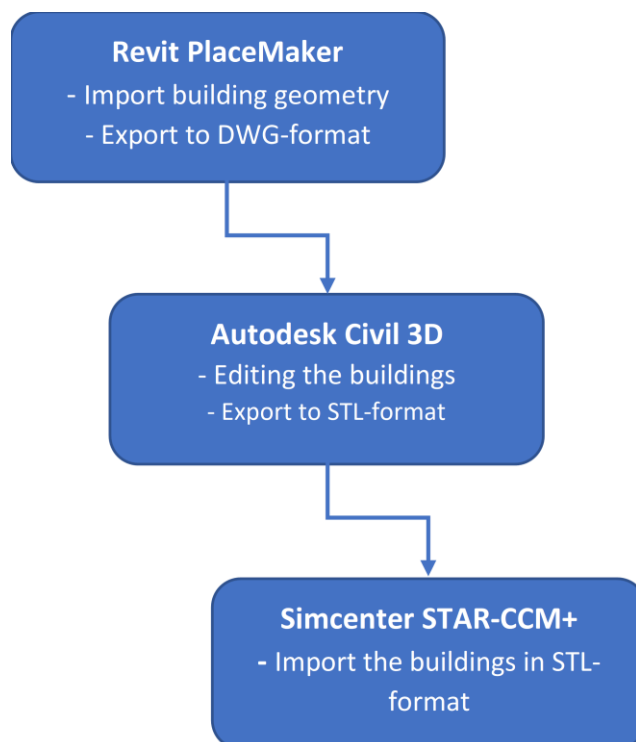 Revit PlaceMaker
- Import building geometry
- Export to DWG-format
Autodesk Civil 3D
- Editing the buildings
- Export to STL-format
Simcenter STAR-CCM+
- Import the buildings in STL-
format